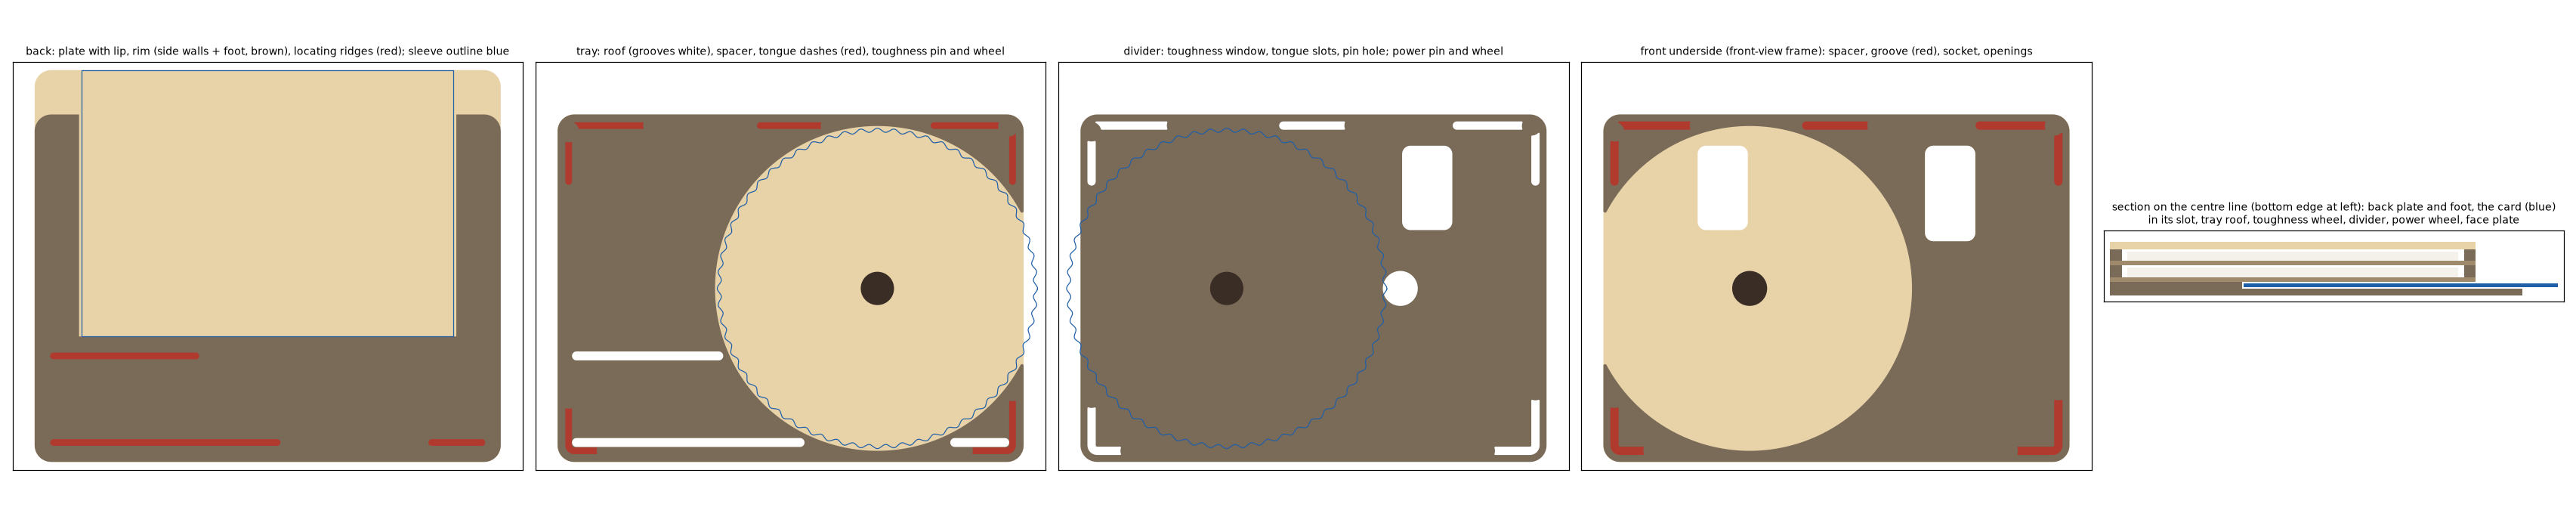 back: plate with lip, rim (side walls + foot, brown), locating ridges (red); sleeve outline blue
tray: roof (grooves white), spacer, tongue dashes (red), toughness pin and wheel
divider: toughness window, tongue slots, pin hole; power pin and wheel
front underside (front-view frame): spacer, groove (red), socket, openings
section on the centre line (bottom edge at left): back plate and foot, the card (blue)
in its slot, tray roof, toughness wheel, divider, power wheel, face plate